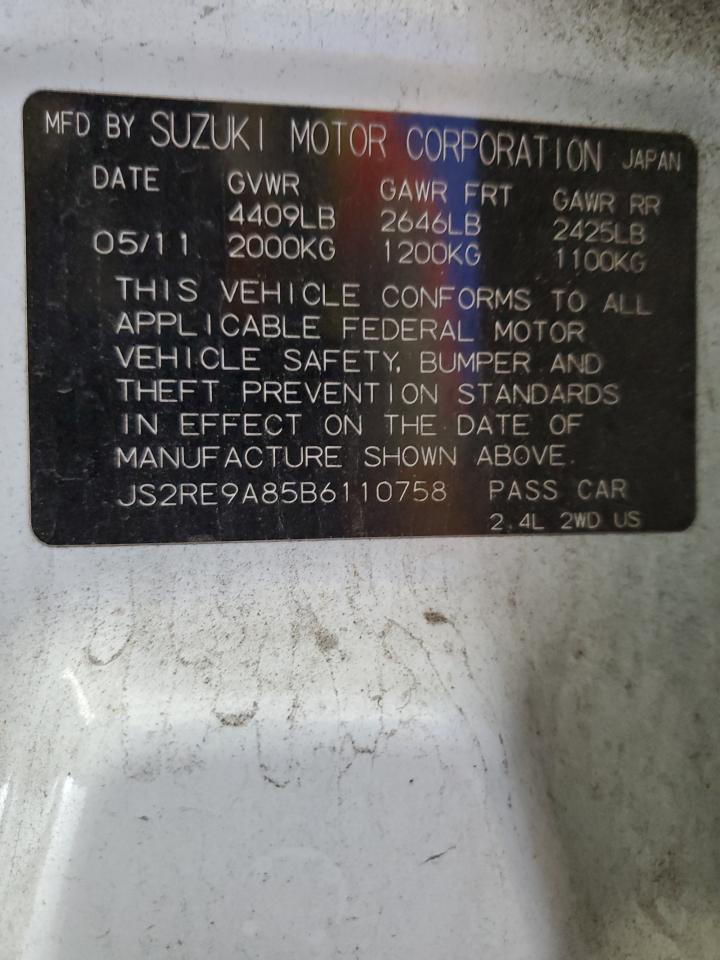 MFD BY SUZUKI MOTOR CORPORATION JAPAN
DATE GVWR GAWR FRT GAWR RR
4409LB 2646LB 2425LB
05/11 2000KG 1200KG 1100KG
THIS VEHICLE CONFORMS TO ALL
APPLICABLE FEDERAL MOTOR
VEHICLE SAFETY, BUMPER AND
THEFT PREVENTION STANDARDS
IN EFFECT ON THE DATE OF
MANUFACTURE SHOWN ABOVE.
JS2RE9A85B6110758 PASS CAR
2.4L 2WD US